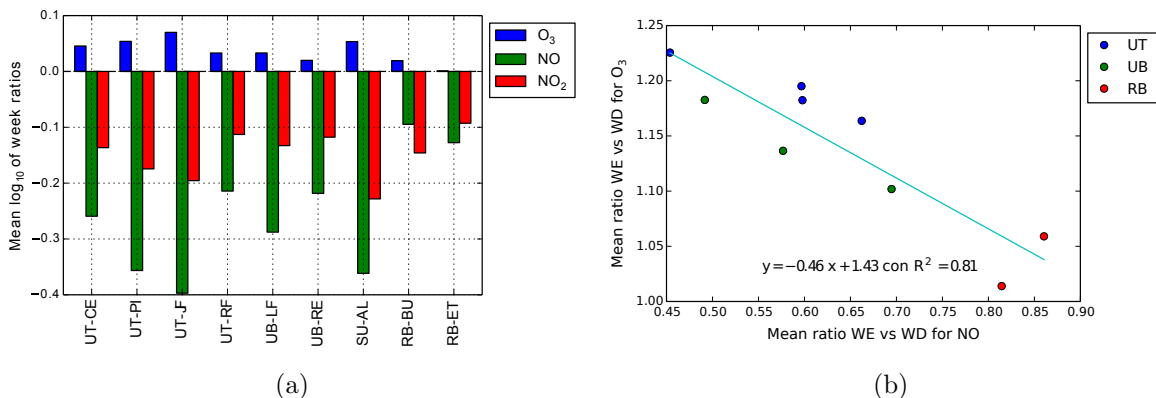 0.1
0.0
−0.1
−0.2
−0.3
−0.4
Mean log₁₀ of week ratios
UT-CE
UT-PI
UT-JF
UT-RF
UB-LF
UB-RE
SU-AL
RB-BU
RB-ET
O₃
NO
NO₂
(a)
1.25
1.20
1.15
1.10
1.05
1.00
Mean ratio WE vs WD for O₃
y=−0.46 x+1.43 con R² =0.81
0.45 0.50 0.55 0.60 0.65 0.70 0.75 0.80 0.85 0.90
Mean ratio WE vs WD for NO
UT
UB
RB
(b)